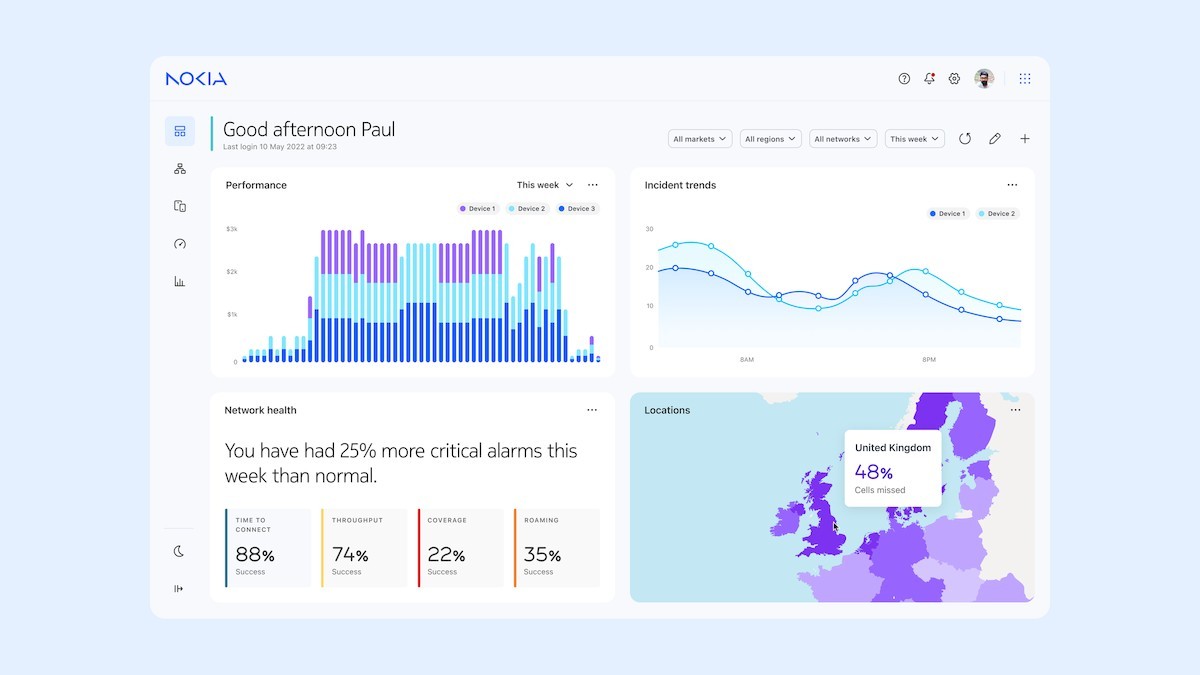 NOKIA
Good afternoon Paul
Last login 10 May 2022 at 09:23
All markets
All regions
All networks
This week
Performance
This week
Device 1
Device 2
Device 3
$3k
$2k
$1k
0
Incident trends
Device 1
Device 2
30
20
10
0
8AM
8PM
Network health
You have had 25% more critical alarms this
week than normal.
TIME TO
CONNECT
88%
Success
THROUGHPUT
74%
Success
COVERAGE
22%
Success
ROAMING
35%
Success
Locations
United Kingdom
48%
Cells missed